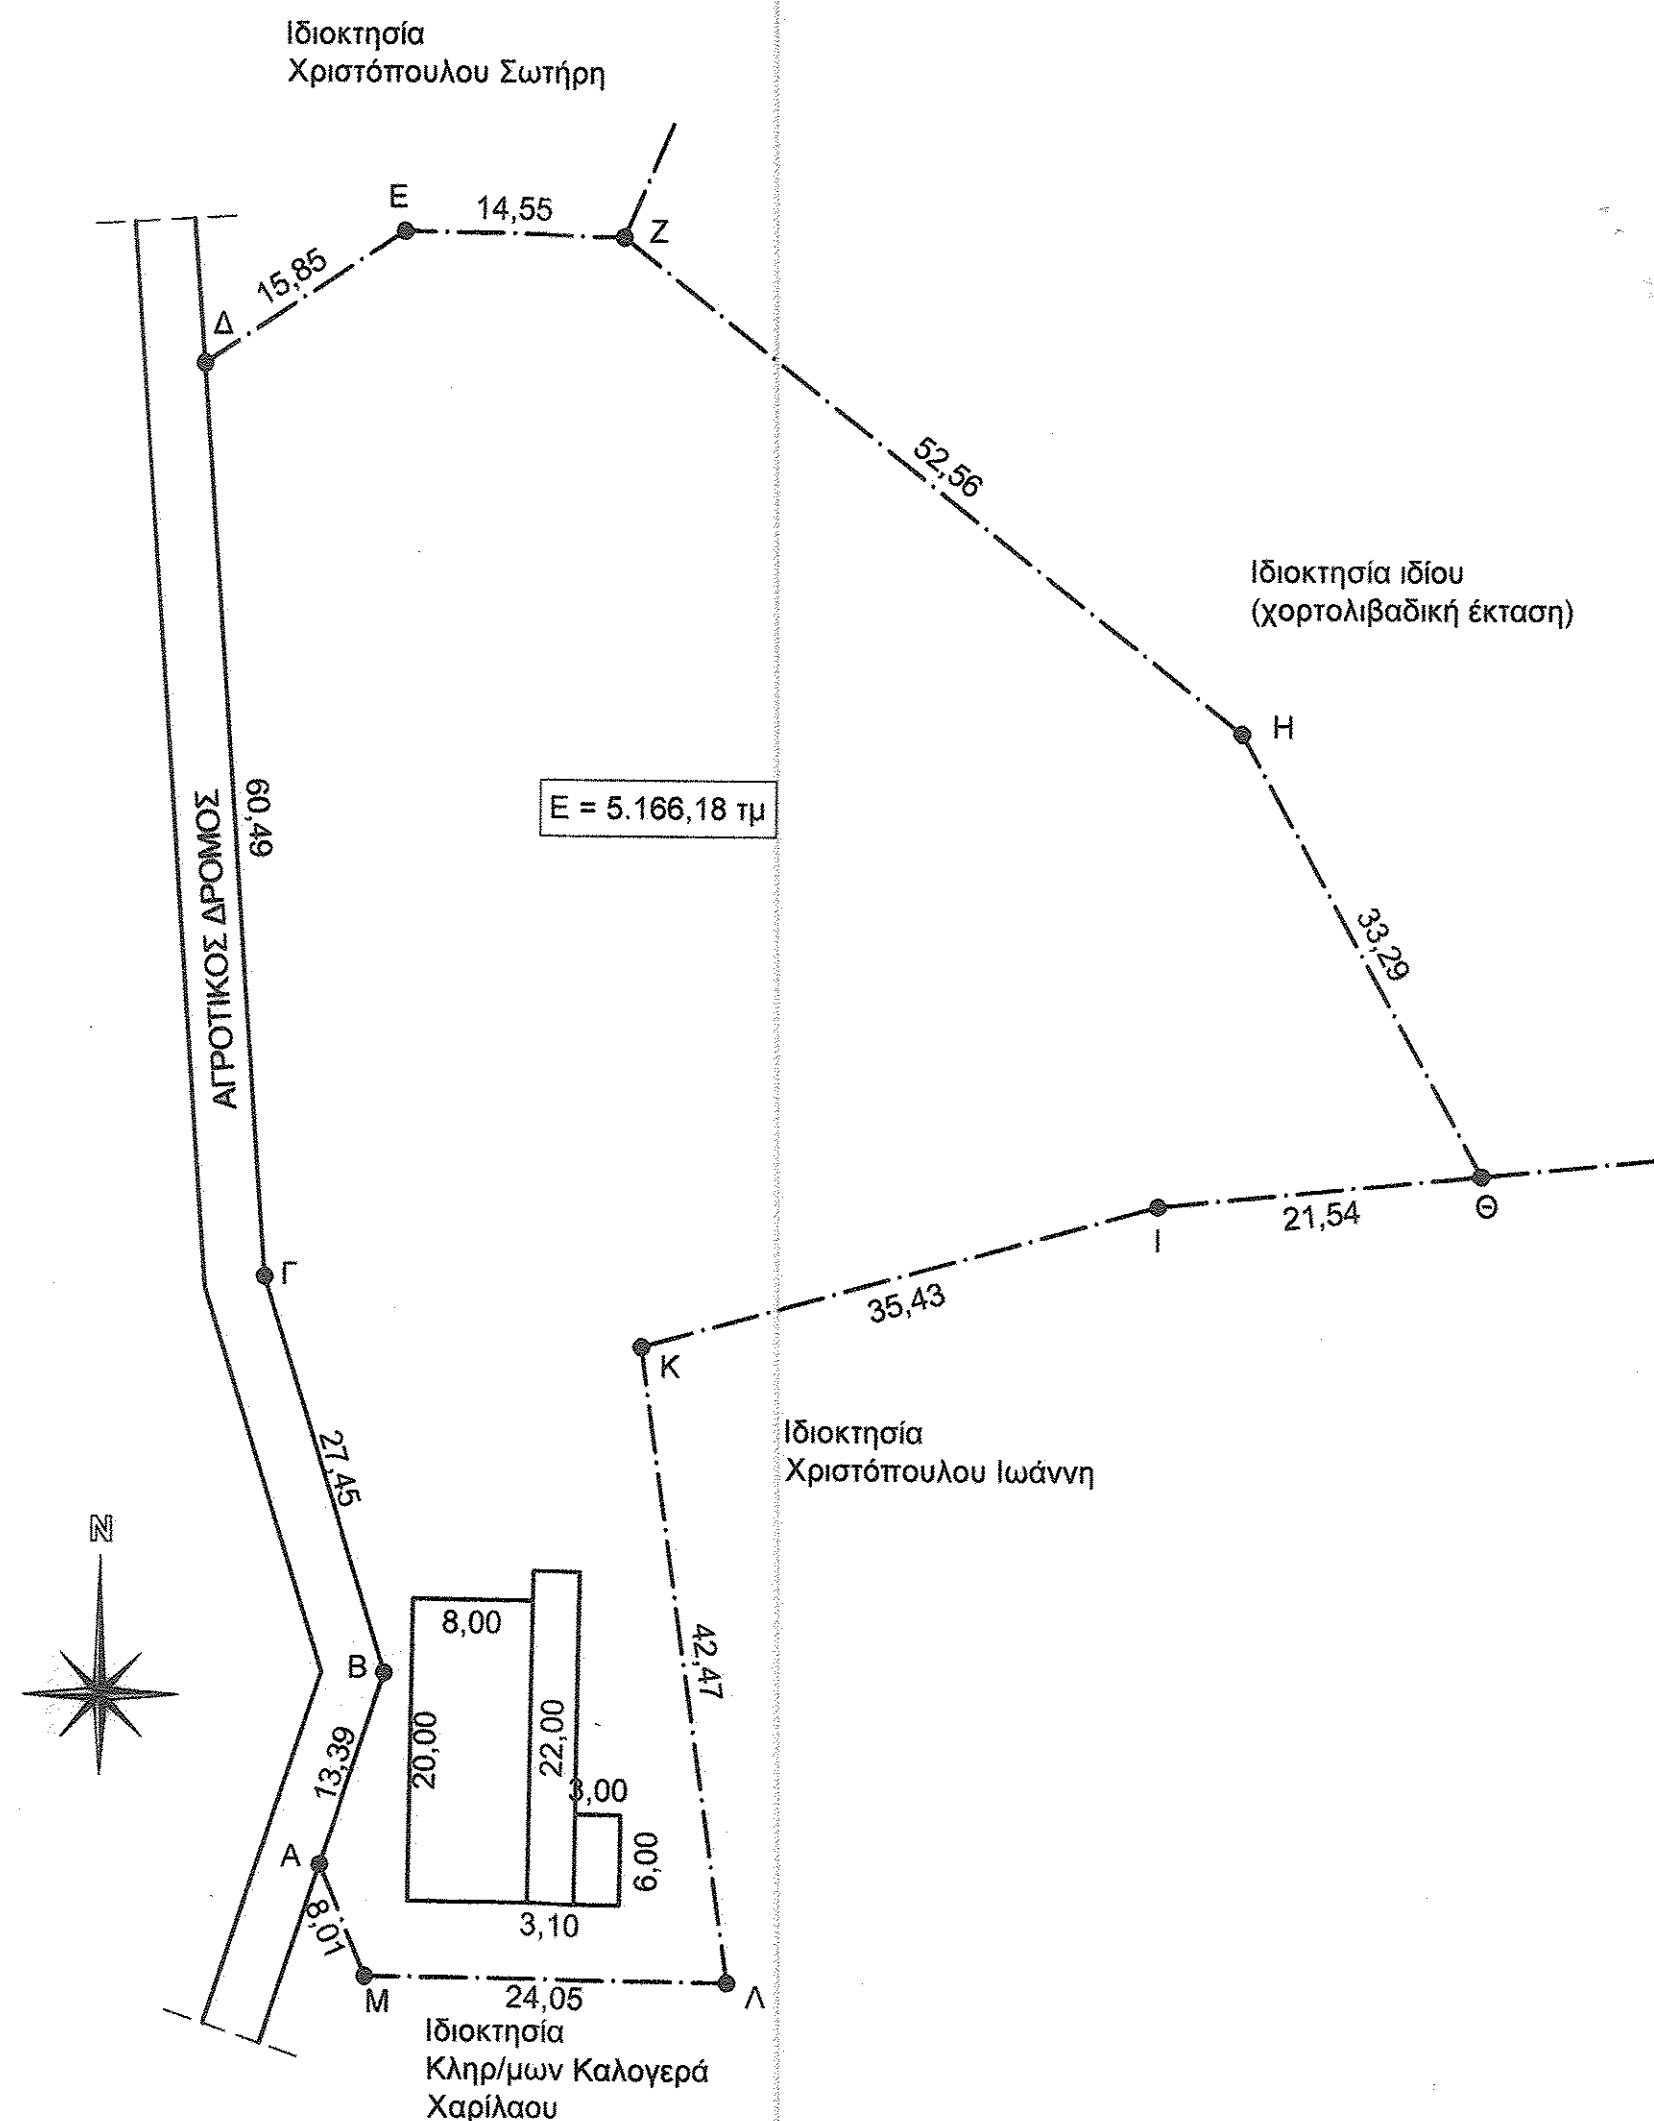 Ιδιοκτησία
Χριστόπουλου Σωτήρη
Ε
14,55
Ζ
15,85
Δ
52,56
Ιδιοκτησία ιδίου
(χορτολιβαδική έκταση)
Η
Ε = 5.166,18 τμ
60,49
ΑΓΡΟΤΙΚΟΣ ΔΡΟΜΟΣ
33,29
Θ
21,54
Ι
Γ
35,43
Κ
Ιδιοκτησία
Χριστόπουλου Ιωάννη
27,45
N
8,00
Β
42,47
20,00
22,00
13,39
3,00
Α
6,00
8,01
3,10
Μ
24,05
Λ
Ιδιοκτησία
Κληρ/μων Καλογερά
Χαρίλαου